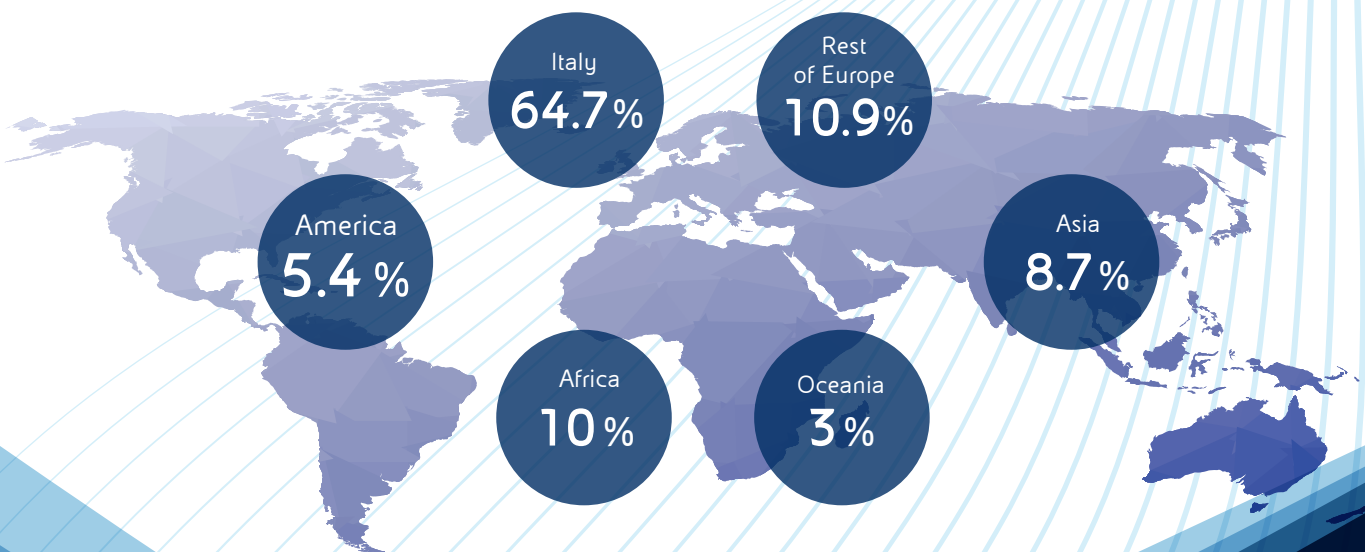 Italy
64.7%
Rest
of Europe
10.9%
America
5.4 %
Asia
8.7 %
Africa
10 %
Oceania
3 %